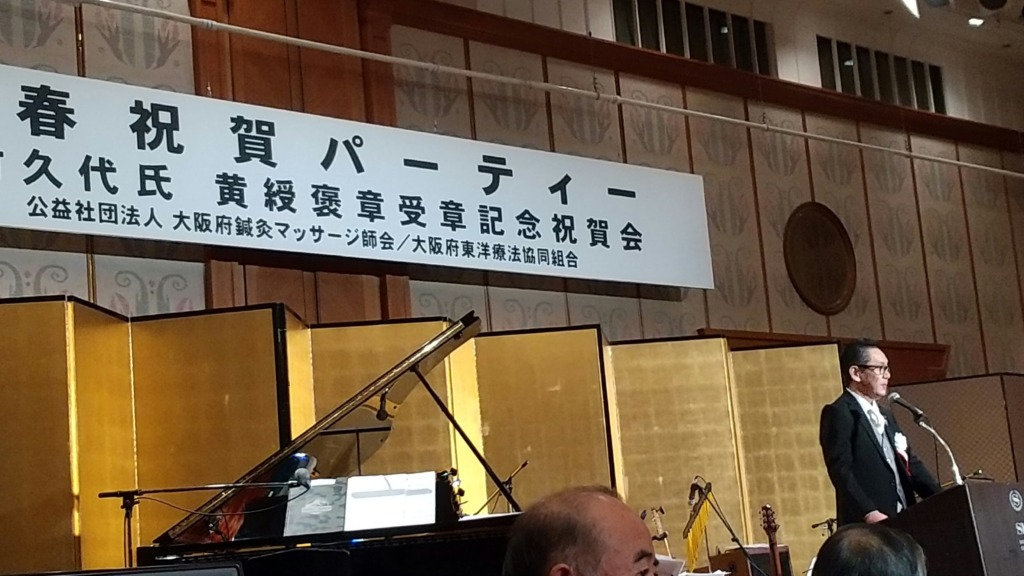 春祝賀パーティー
久代氏 黄綬褒章受章記念祝賀会
公益社団法人 大阪府鍼灸マッサージ師会／大阪府東洋療法協同組合